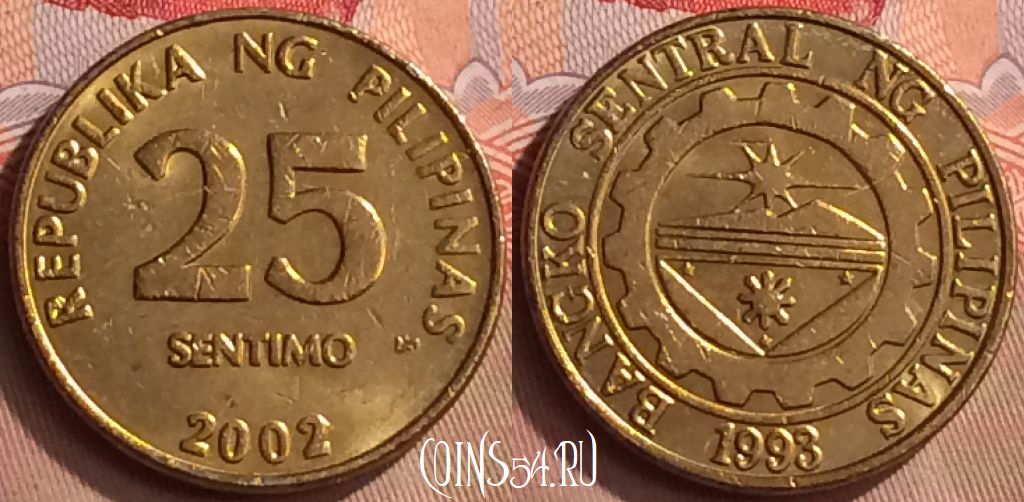 REPUBLIKA NG PILIPINAS
25
SENTIMO
2002
BANGKO SENTRAL NG PILIPINAS
1993
COINS54.RU